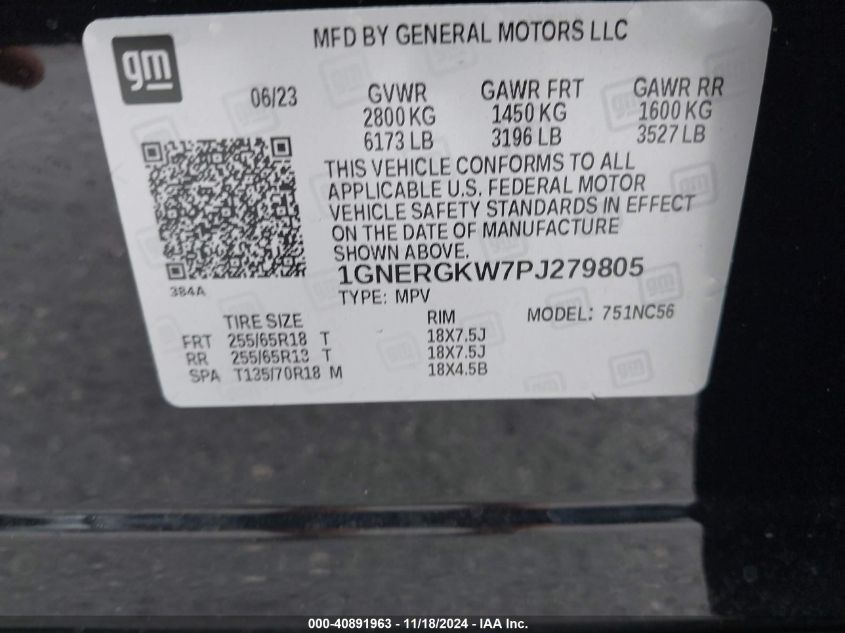 gm
MFD BY GENERAL MOTORS LLC
06/23 GVWR GAWR FRT GAWR RR
2800 KG 1450 KG 1600 KG
6173 LB 3196 LB 3527 LB
THIS VEHICLE CONFORMS TO ALL
APPLICABLE U.S. FEDERAL MOTOR
VEHICLE SAFETY STANDARDS IN EFFECT
ON THE DATE OF MANUFACTURE
SHOWN ABOVE.
1GNERGKW7PJ279805
384A
TYPE: MPV
TIRE SIZE RIM MODEL: 751NC56
FRT 255/65R18 T 18X7.5J
RR 255/65R18 T 18X7.5J
SPA T135/70R18 M 18X4.5B
000-40891963 - 11/18/2024 - IAAI, Inc.